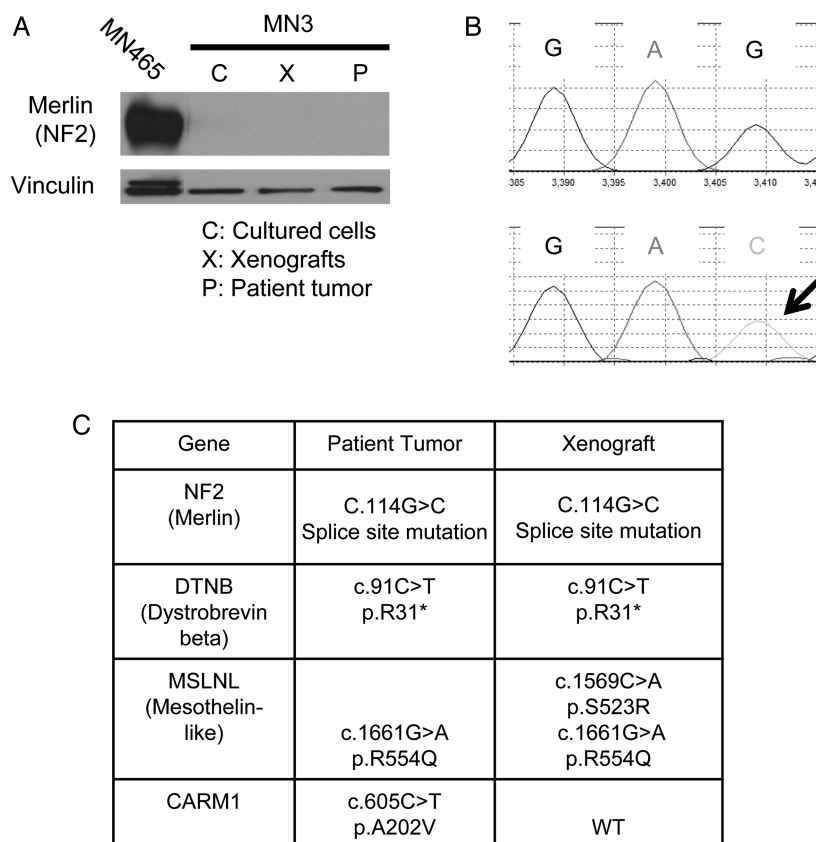 A
MN465
MN3
C X P
Merlin
(NF2)
Vinculin
C: Cultured cells
X: Xenografts
P: Patient tumor
B
G A G
385 3,390 3,395 3,400 3,405 3,410 3,4
G A C
C
Gene Patient Tumor Xenograft
NF2
(Merlin)
C.114G>C
Splice site mutation
C.114G>C
Splice site mutation
DTNB
(Dystrobrevin
beta)
c.91C>T
p.R31*
c.91C>T
p.R31*
MSLNL
(Mesothelin-
like)
c.1661G>A
p.R554Q
c.1569C>A
p.S523R
c.1661G>A
p.R554Q
CARM1
c.605C>T
p.A202V
WT